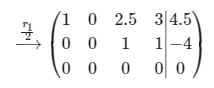 r₁/2 → ( 1 0 2.5 3 | 4.5
0 0 1 1 | −4
0 0 0 0 | 0 )